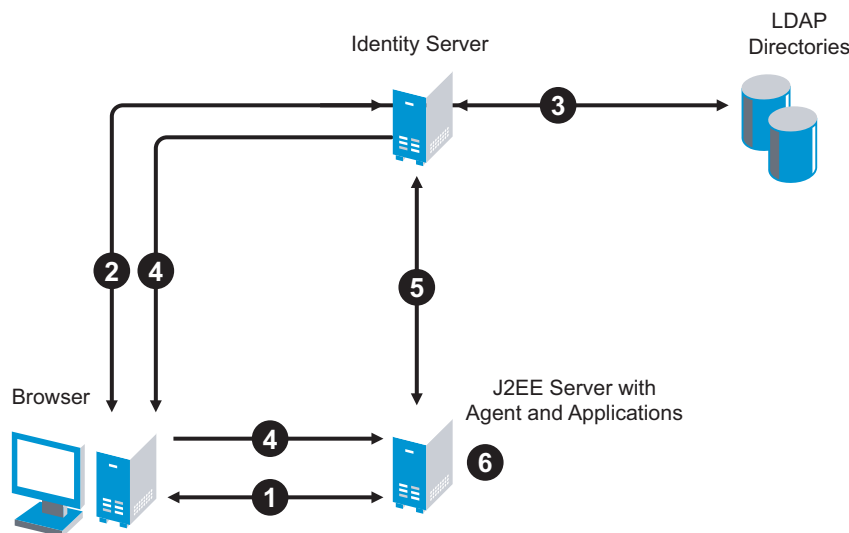 LDAP
Directories
Identity Server
3
2
4
5
Browser
J2EE Server with
Agent and Applications
4
6
1